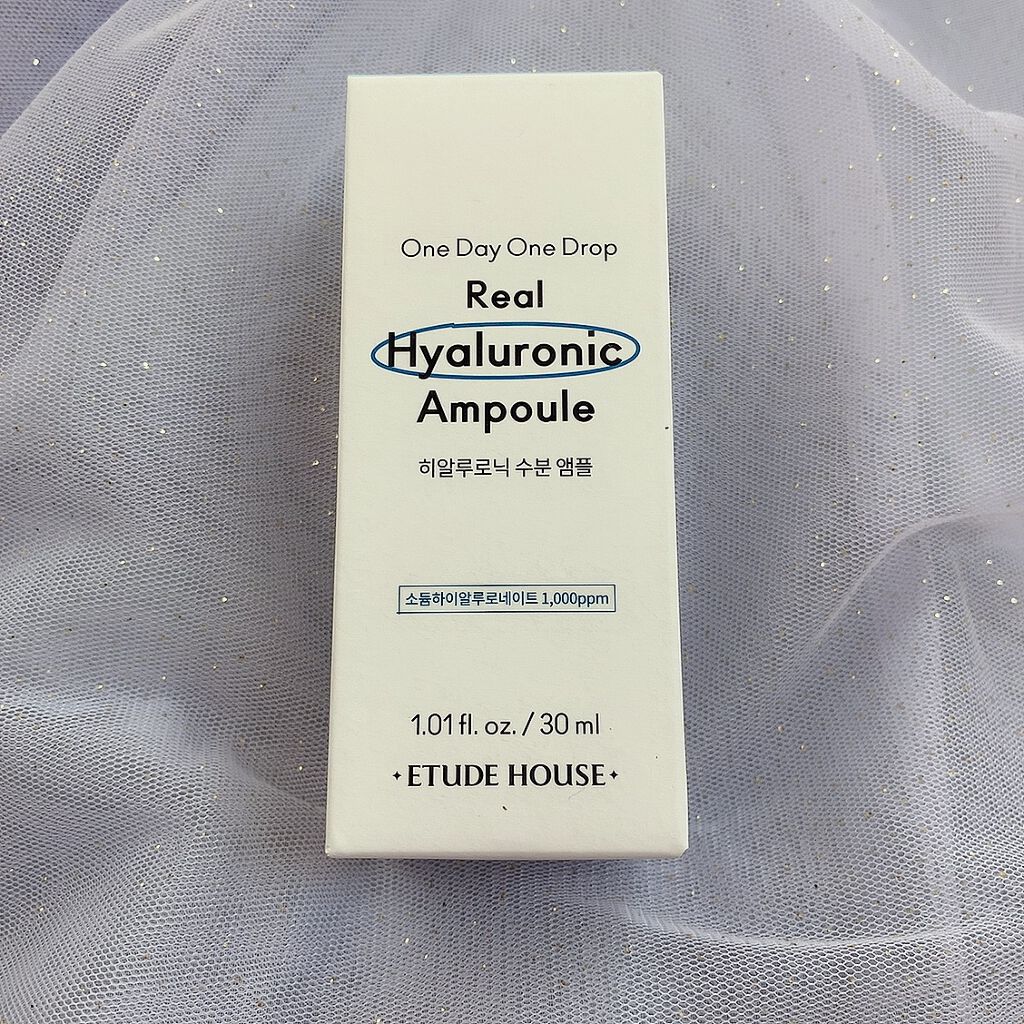 One Day One Drop
Real
Hyaluronic
Ampoule
히알루로닉 수분 앰플
소듐하이알루로네이트 1,000ppm
1.01 fl. oz. / 30 ml
ETUDE HOUSE